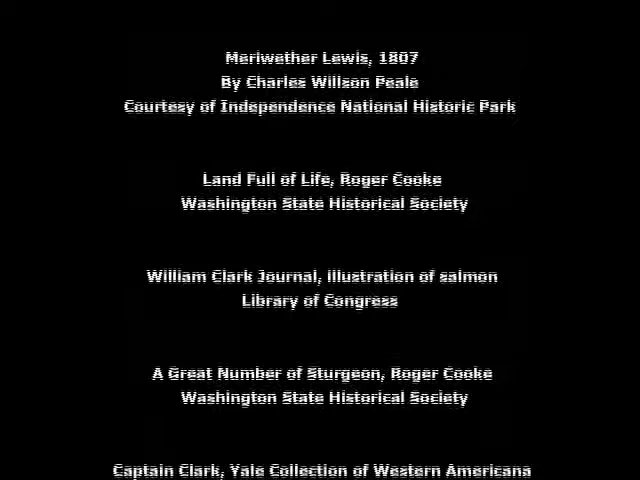 Meriwether Lewis, 1807
By Charles Willson Peale
Courtesy of Independence National Historic Park
Land Full of Life, Roger Cooke
Washington State Historical Society
William Clark Journal, illustration of salmon
Library of Congress
A Great Number of Sturgeon, Roger Cooke
Washington State Historical Society
Captain Clark, Yale Collection of Western Americana